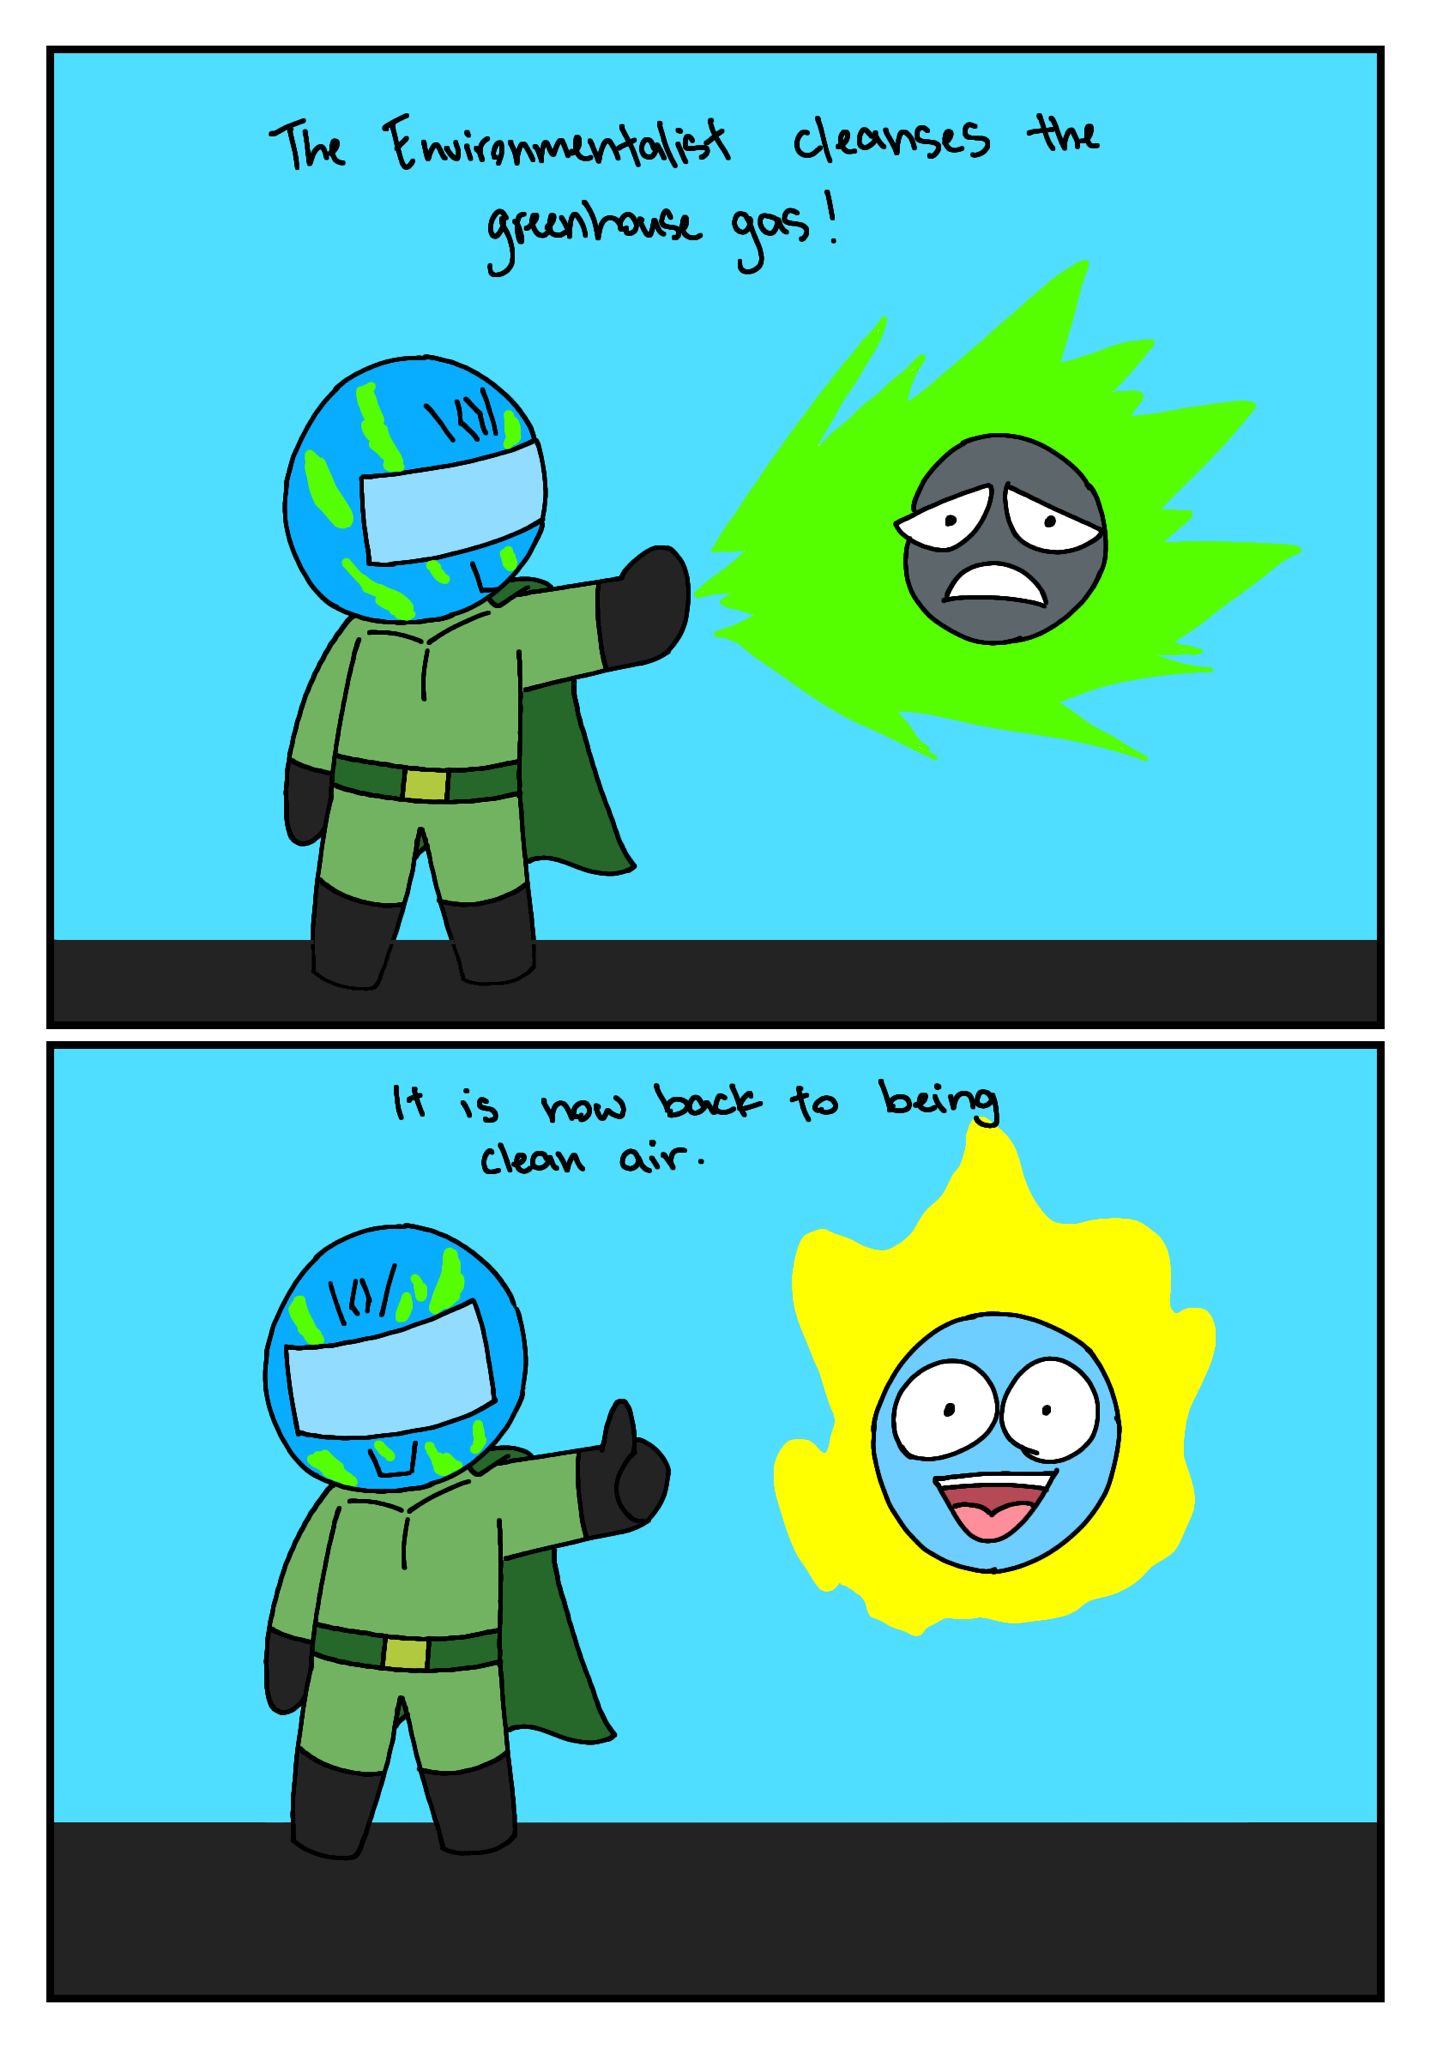 The Environmentalist cleanses the
greenhouse gas!
It is now back to being
clean air.